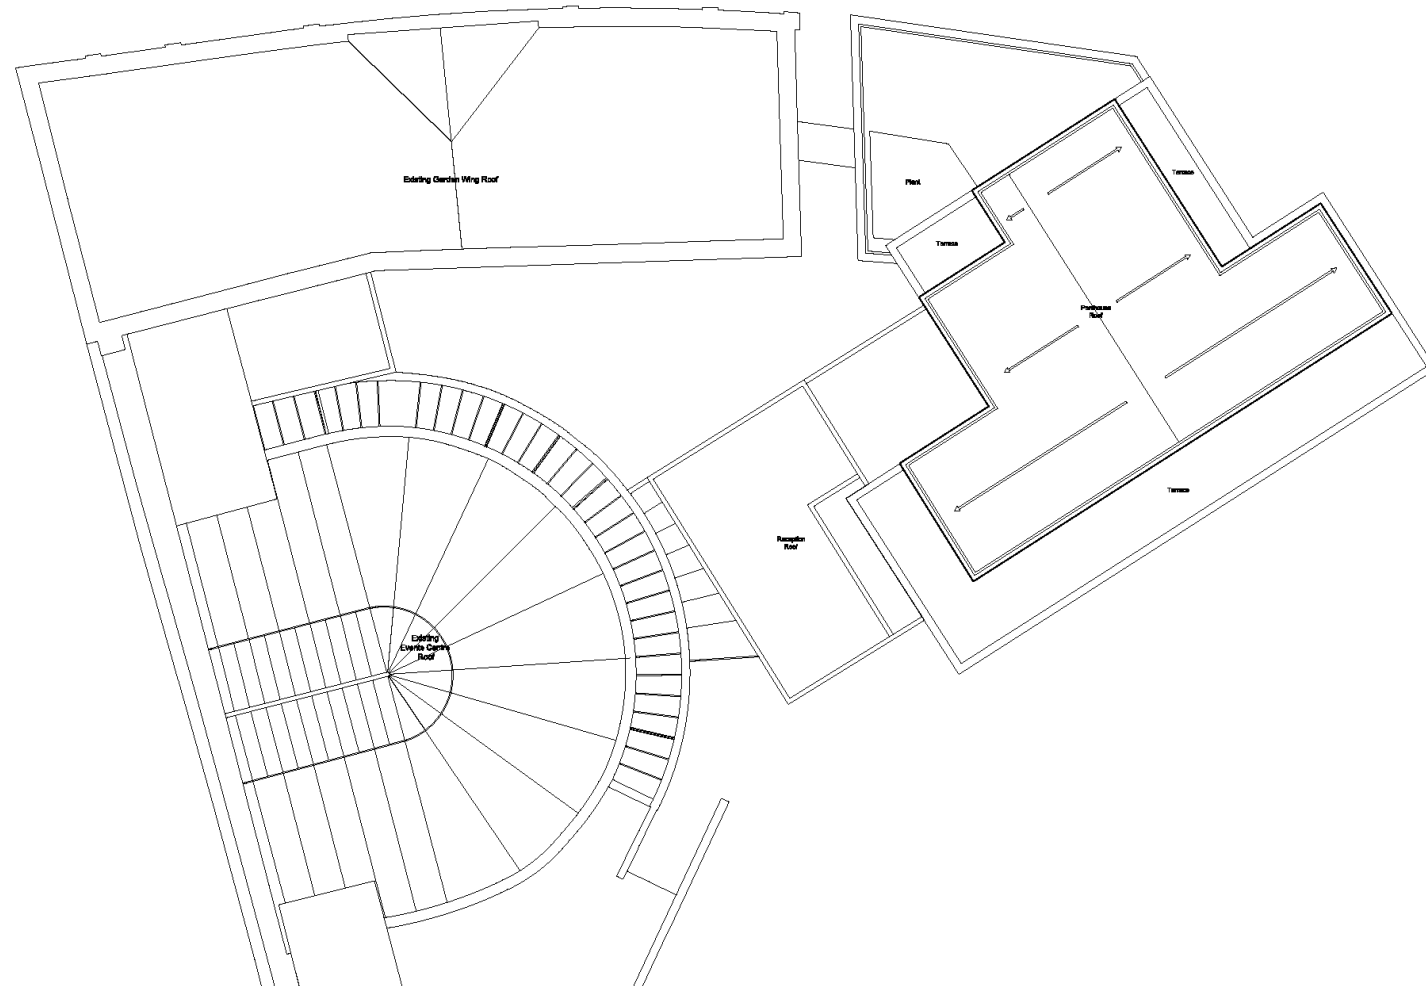 Existing Garden Wing Roof
Plant
Terrace
Terrace
Penthouse
Roof
Terrace
Reception
Roof
Existing
Events Centre
Roof